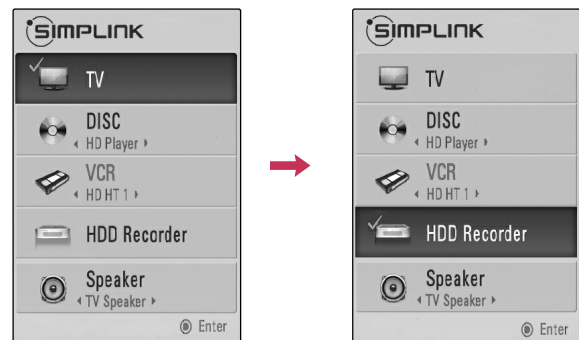 SIMPLINK
TV
DISC
HD Player
VCR
HD HT 1
HDD Recorder
Speaker
TV Speaker
Enter
SIMPLINK
TV
DISC
HD Player
VCR
HD HT 1
HDD Recorder
Speaker
TV Speaker
Enter